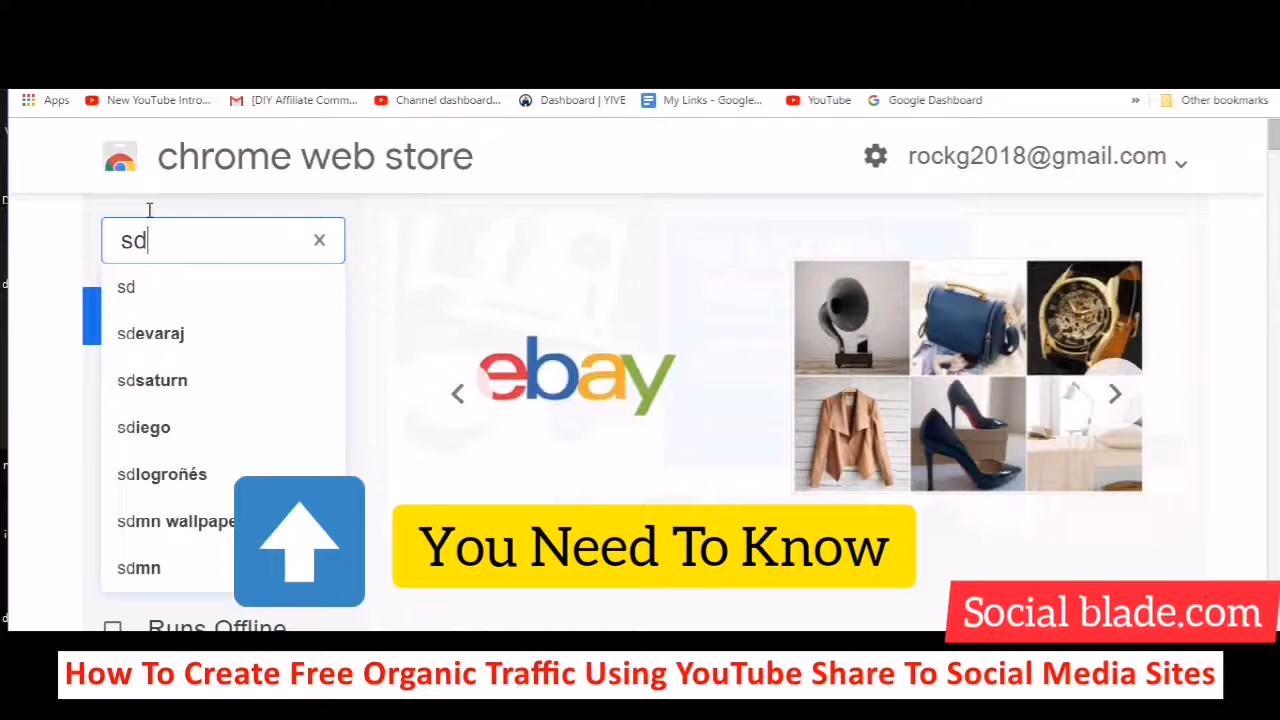 Apps New YouTube Intro... [DIY Affiliate Comm... Channel dashboard... Dashboard | YIVE My Links - Google... YouTube Google Dashboard » Other bookmarks
chrome web store
rockg2018@gmail.com
sd x
sd
sdevaraj
sdsaturn
sdiego
sdlogroñés
sdmn wallpape
sdmn
Runs Offline
ebay
You Need To Know
Social blade.com
How To Create Free Organic Traffic Using YouTube Share To Social Media Sites